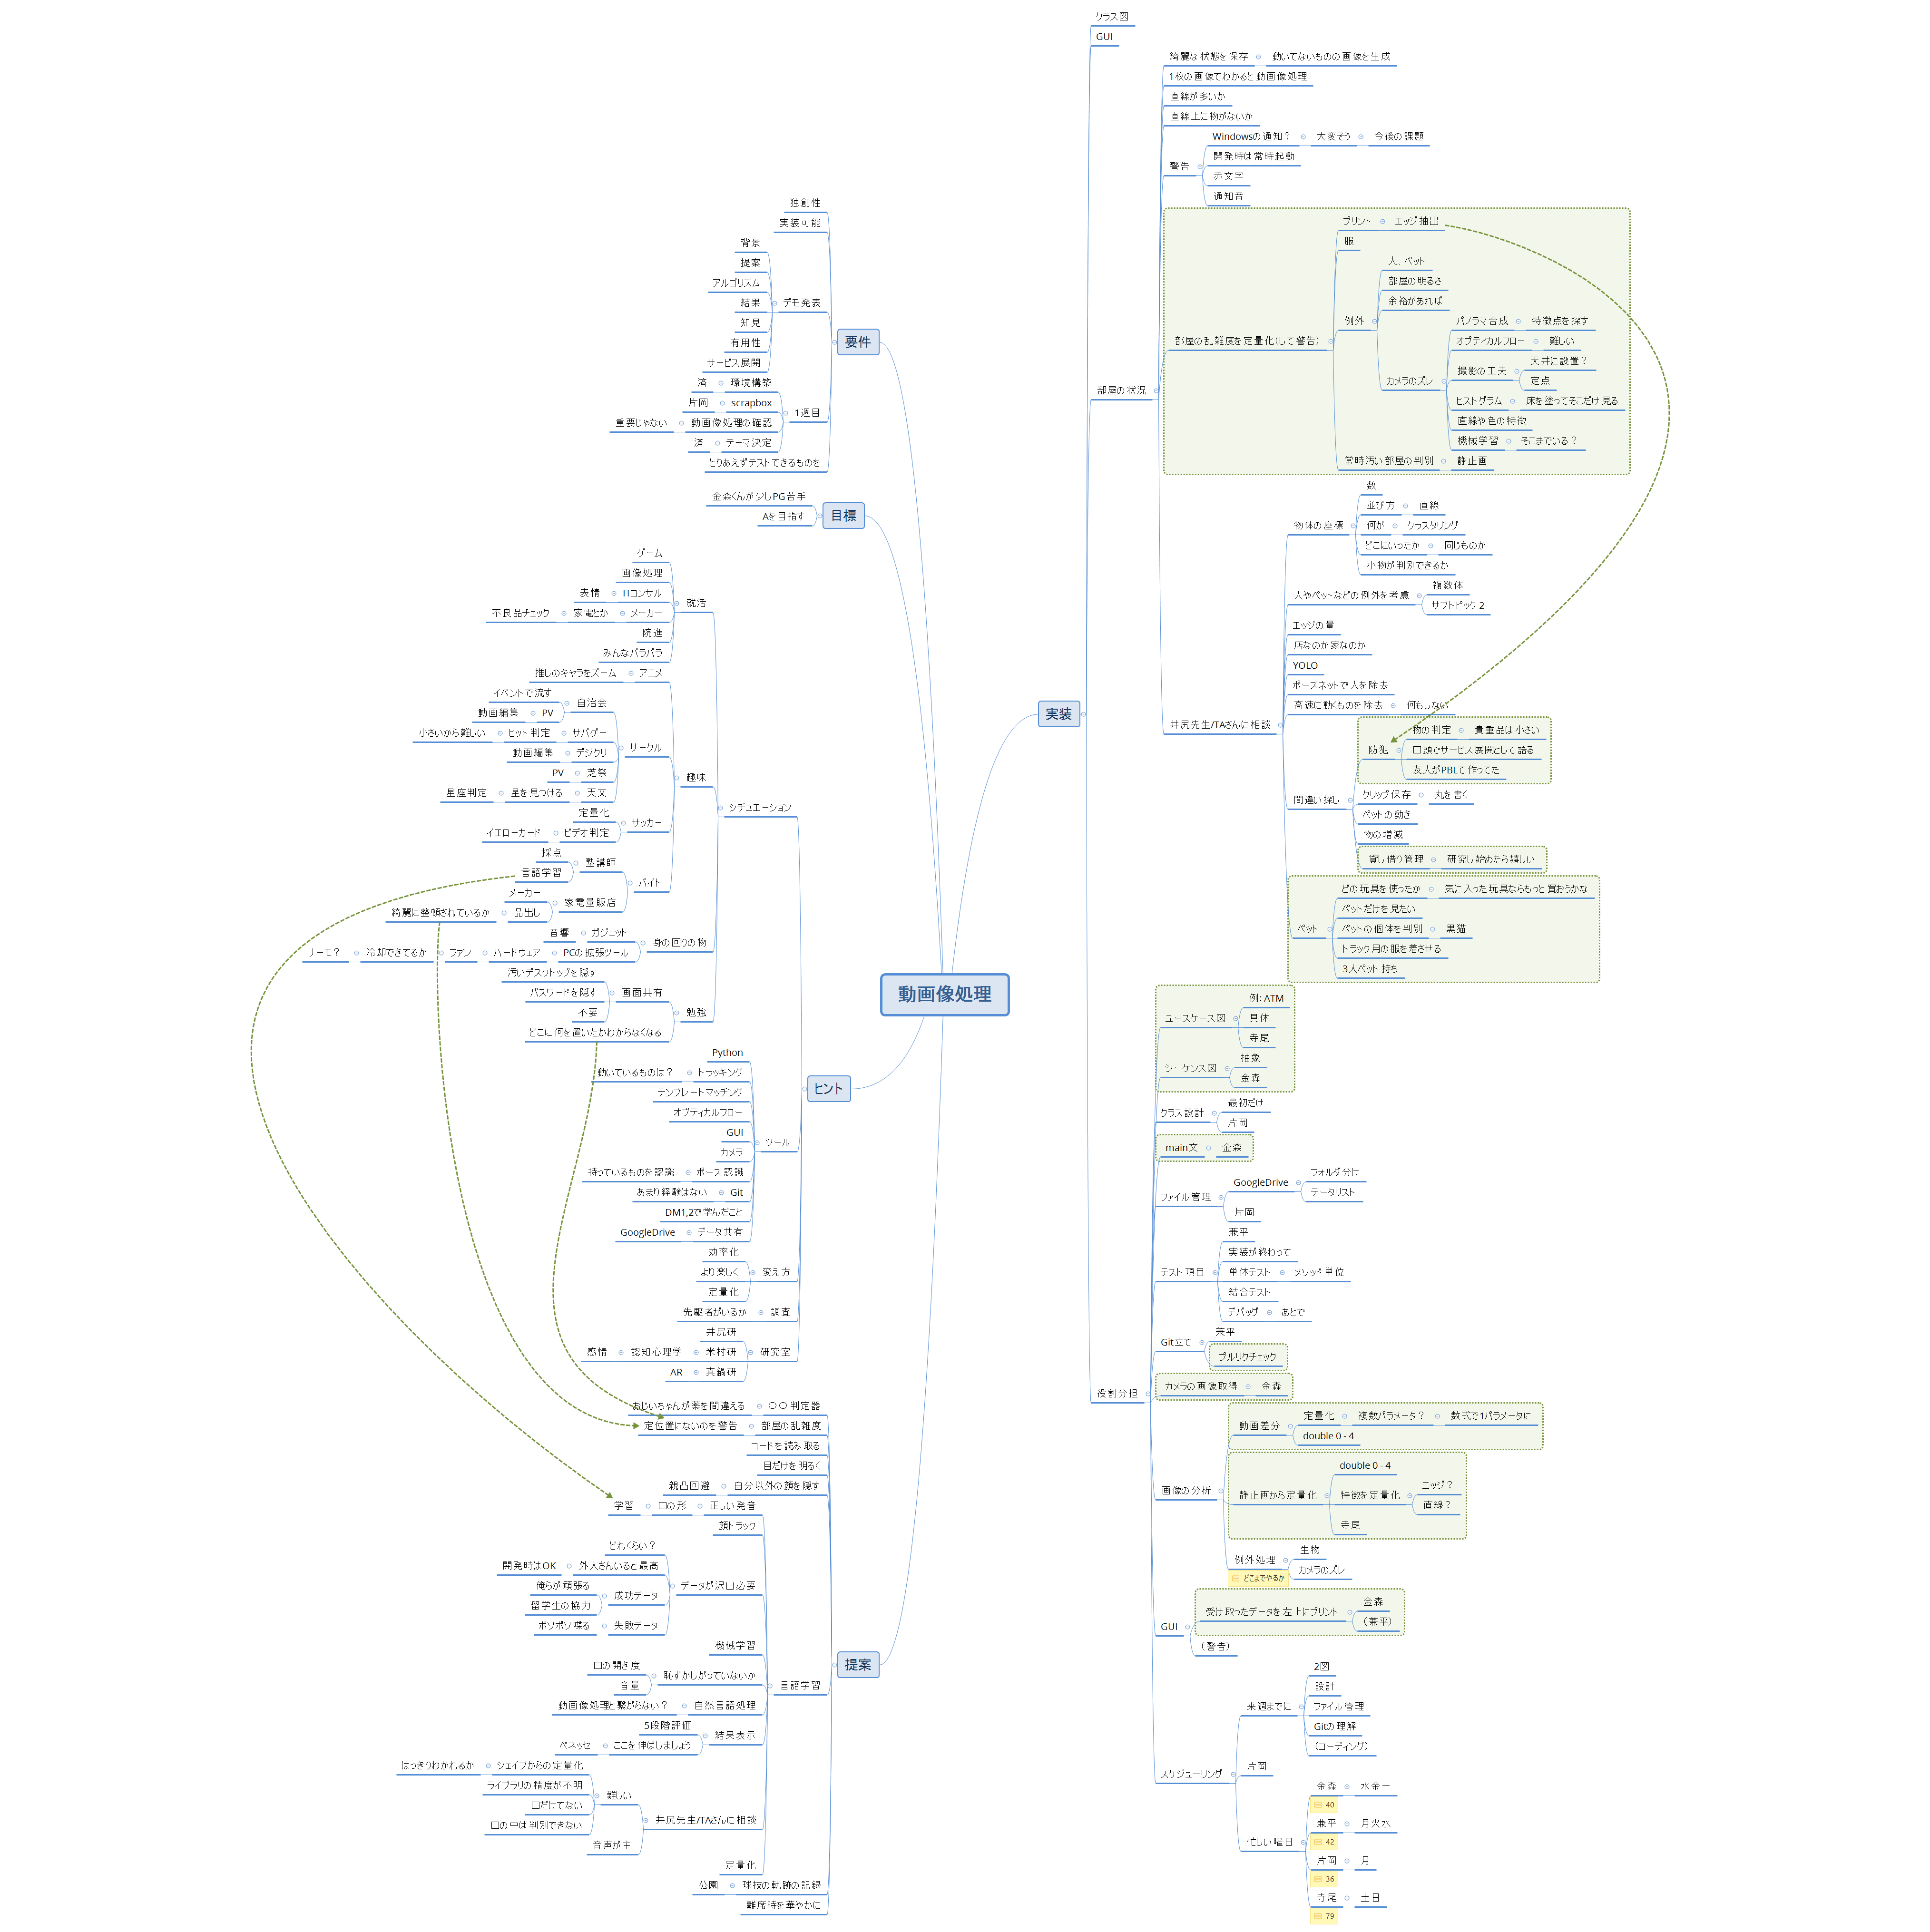 動画像処理
要件
独創性
実装可能
デモ発表
背景
提案
アルゴリズム
結果
知見
有用性
サービス展開
1週目
環境構築
済
scrapbox
片岡
動画像処理の確認
重要じゃない
テーマ決定
済
とりあえずテストできるものを
目標
金森くんが少しPG苦手
Aを目指す
ヒント
シチュエーション
就活
ゲーム
画像処理
ITコンサル
表情
メーカー
家電とか
不良品チェック
院進
みんなバラバラ
趣味
アニメ
推しのキャラをズーム
サークル
自治会
イベントで流す
PV
動画編集
サバゲー
ヒット判定
小さいから難しい
デジクリ
動画編集
芝祭
PV
天文
星を見つける
星座判定
サッカー
定量化
ビデオ判定
イエローカード
バイト
塾講師
採点
言語学習
家電量販店
メーカー
品出し
綺麗に整頓されているか
身の回りの物
ガジェット
音響
PCの拡張ツール
ハードウェア
ファン
冷却できてるか
サーモ？
勉強
画面共有
汚いデスクトップを隠す
パスワードを隠す
不要
どこに何を置いたかわからなくなる
ツール
Python
トラッキング
動いているものは？
テンプレートマッチング
オプティカルフロー
GUI
カメラ
ポーズ認識
持っているものを認識
Git
あまり経験はない
DM1,2で学んだこと
データ共有
GoogleDrive
変え方
効率化
より楽しく
定量化
調査
先駆者がいるか
研究室
井尻研
米村研
認知心理学
感情
真鍋研
AR
提案
〇〇判定器
おじいちゃんが薬を間違える
部屋の乱雑度
定位置にないのを警告
コードを読み取る
目だけを明るく
自分以外の顔を隠す
親凸回避
言語学習
正しい発音
口の形
学習
顔トラック
データが沢山必要
どれくらい？
外人さんいると最高
開発時はOK
成功データ
俺らが頑張る
留学生の協力
失敗データ
ボソボソ喋る
機械学習
恥ずかしがっていないか
口の開き度
音量
自然言語処理
動画像処理と繋がらない？
結果表示
5段階評価
ここを伸ばしましょう
ベネッセ
井尻先生/TAさんに相談
難しい
シェイプからの定量化
はっきりわかれるか
ライブラリの精度が不明
口だけでない
口の中は判別できない
音声が主
定量化
球技の軌跡の記録
公園
離席時を華やかに
実装
クラス図
GUI
部屋の状況
綺麗な状態を保存
動いてないものの画像を生成
1枚の画像でわかると動画像処理
直線が多いか
直線上に物がないか
警告
Windowsの通知？
大変そう
今後の課題
開発時は常時起動
赤文字
通知音
部屋の乱雑度を定量化(して警告)
プリント
エッジ抽出
服
例外
人、ペット
部屋の明るさ
余裕があれば
カメラのズレ
パノラマ合成
特徴点を探す
オプティカルフロー
難しい
撮影の工夫
天井に設置？
定点
ヒストグラム
床を塗ってそこだけ見る
直線や色の特徴
機械学習
そこまでいる？
常時汚い部屋の判別
静止画
井尻先生/TAさんに相談
物体の座標
数
並び方
直線
何が
クラスタリング
どこにいったか
同じものが
小物が判別できるか
人やペットなどの例外を考慮
複数体
サブトピック 2
エッジの量
店なのか家なのか
YOLO
ポーズネットで人を除去
高速に動くものを除去
何もしない
間違い探し
防犯
物の判定
貴重品は小さい
口頭でサービス展開として語る
友人がPBLで作ってた
クリップ保存
丸を書く
ペットの動き
物の増減
貸し借り管理
研究し始めたら嬉しい
ペット
どの玩具を使ったか
気に入った玩具ならもっと買おうかな
ペットだけを見たい
ペットの個体を判別
黒猫
トラック用の服を着させる
3人ペット持ち
役割分担
ユースケース図
例：ATM
具体
寺尾
シーケンス図
抽象
金森
クラス設計
最初だけ
片岡
main文
金森
ファイル管理
GoogleDrive
フォルダ分け
データリスト
片岡
テスト項目
兼平
実装が終わって
単体テスト
メソッド単位
結合テスト
デバッグ
あとで
Git立て
兼平
プルリクチェック
カメラの画像取得
金森
画像の分析
動画差分
定量化
複数パラメータ？
数式で1パラメータに
double 0 - 4
静止画から定量化
double 0 - 4
特徴を定量化
エッジ？
直線？
寺尾
例外処理
どこまでやるか
生物
カメラのズレ
GUI
受け取ったデータを左上にプリント
金森
（兼平）
（警告）
スケジューリング
来週までに
2図
設計
ファイル管理
Gitの理解
（コーディング）
片岡
忙しい曜日
金森
水金土
40
兼平
月火水
42
片岡
月
36
寺尾
土日
79